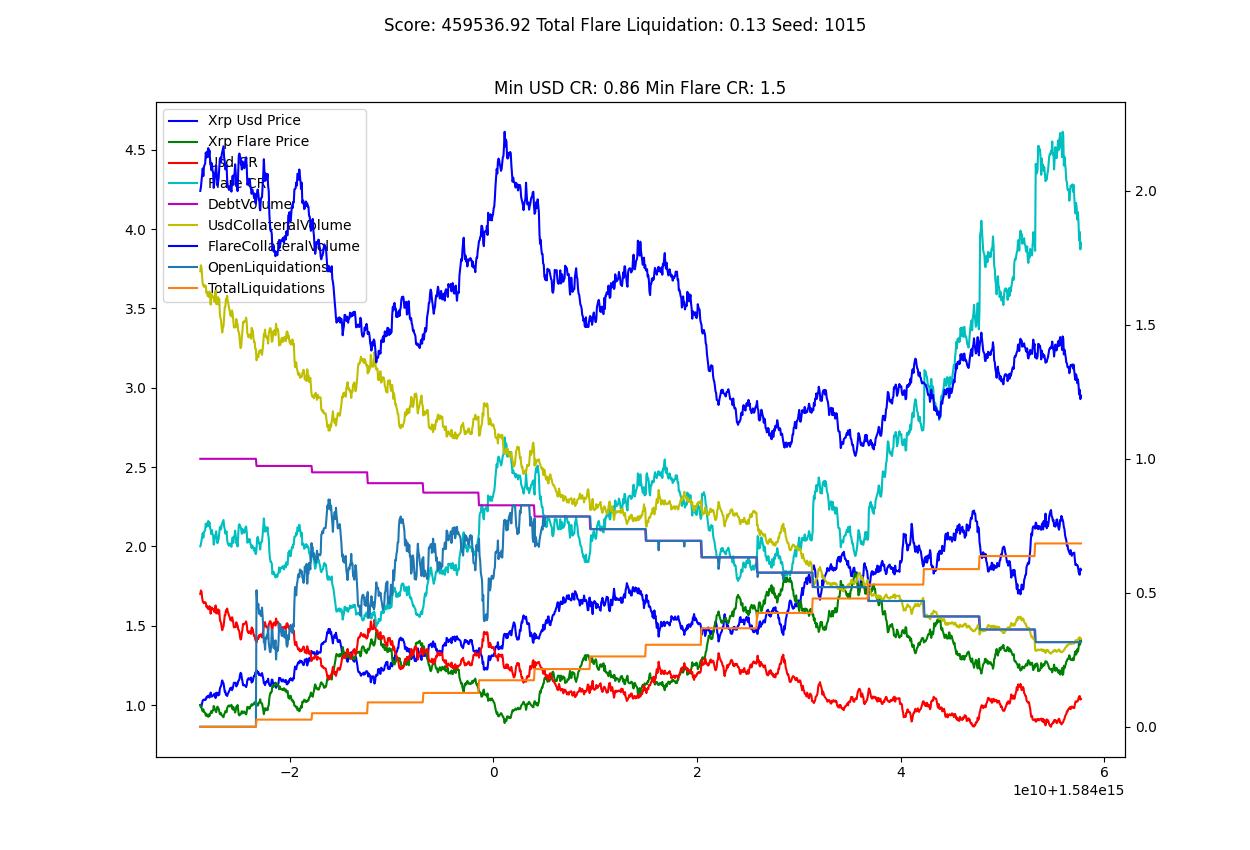 Score: 459536.92 Total Flare Liquidation: 0.13 Seed: 1015
Min USD CR: 0.86 Min Flare CR: 1.5
Xrp Usd Price
Xrp Flare Price
Usd CR
Flare CR
DebtVolume
UsdCollateralVolume
FlareCollateralVolume
OpenLiquidations
TotalLiquidations
4.5
4.0
3.5
3.0
2.5
2.0
1.5
1.0
2.0
1.5
1.0
0.5
0.0
−2
0
2
4
6
1e10+1.584e15